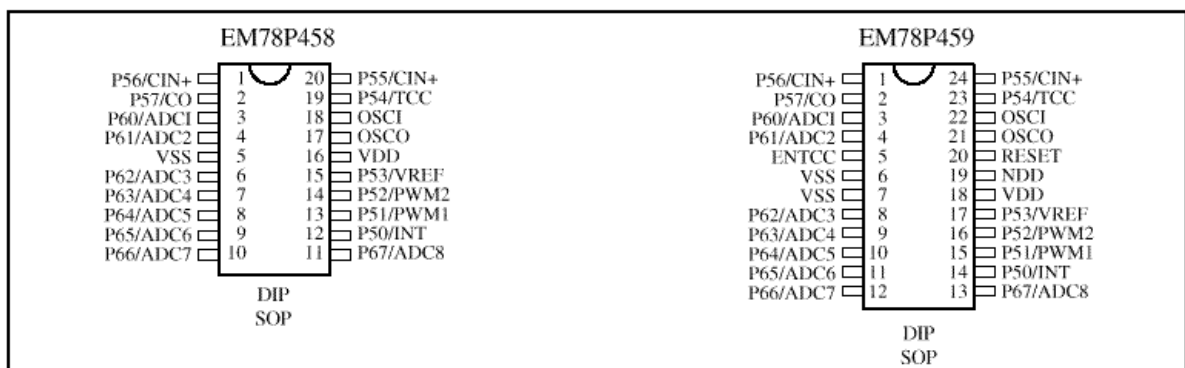 EM78P458
P56/CIN+ 1 20 P55/CIN+
P57/CO 2 19 P54/TCC
P60/ADCI 3 18 OSCI
P61/ADC2 4 17 OSCO
VSS 5 16 VDD
P62/ADC3 6 15 P53/VREF
P63/ADC4 7 14 P52/PWM2
P64/ADC5 8 13 P51/PWM1
P65/ADC6 9 12 P50/INT
P66/ADC7 10 11 P67/ADC8
DIP
SOP
EM78P459
P56/CIN+ 1 24 P55/CIN+
P57/CO 2 23 P54/TCC
P60/ADCI 3 22 OSCI
P61/ADC2 4 21 OSCO
ENTCC 5 20 RESET
VSS 6 19 NDD
VSS 7 18 VDD
P62/ADC3 8 17 P53/VREF
P63/ADC4 9 16 P52/PWM2
P64/ADC5 10 15 P51/PWM1
P65/ADC6 11 14 P50/INT
P66/ADC7 12 13 P67/ADC8
DIP
SOP